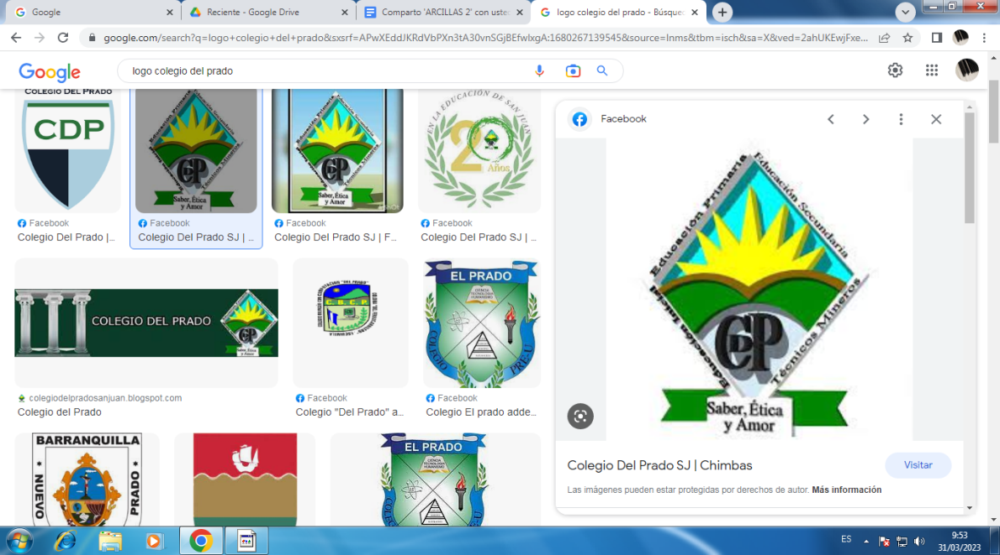 Google
Reciente - Google Drive
Comparto 'ARCILLAS 2' con uste
logo colegio del prado - Búsque
google.com/search?q=logo+colegio+del+prado&sxsrf=APwXEddJKRdVbPXn3tA30vnSGjBEfwlxgA:1680267139545&source=lnms&tbm=isch&sa=X&ved=2ahUKEwjFxe...
Google
logo colegio del prado
COLEGIO DEL PRADO
CDP
Facebook
Colegio Del Prado |...
Educación Primaria
Saber, Ética
y Amor
Facebook
Colegio Del Prado SJ | ...
Saber, Ética
y Amor
Facebook
Colegio Del Prado SJ | F...
EN LA EDUCACIÓN DE SAN JUAN
2
Años
Facebook
Colegio Del Prado SJ | ...
COLEGIO DEL PRADO
Saber, Ética
y Amor
colegiodelpradosanjuan.blogspot.com
Colegio del Prado
Facebook
Colegio "Del Prado" a...
EL PRADO
CIENCIA
TECNOLOGIA
HUMANISMO
COLEGIO
PRE-U
Facebook
Colegio El prado adde...
BARRANQUILLA
NUEVO
PRADO
EL PRADO
CIENCIA
TECNOLOGIA
HUMANISMO
Facebook
Educación Primaria
Educación Secundaria
Educación Inicial
Técnicos Mineros
CDP
Saber, Ética
y Amor
Colegio Del Prado SJ | Chimbas
Visitar
Las imágenes pueden estar protegidas por derechos de autor. Más información
ES
9:53
31/03/2023